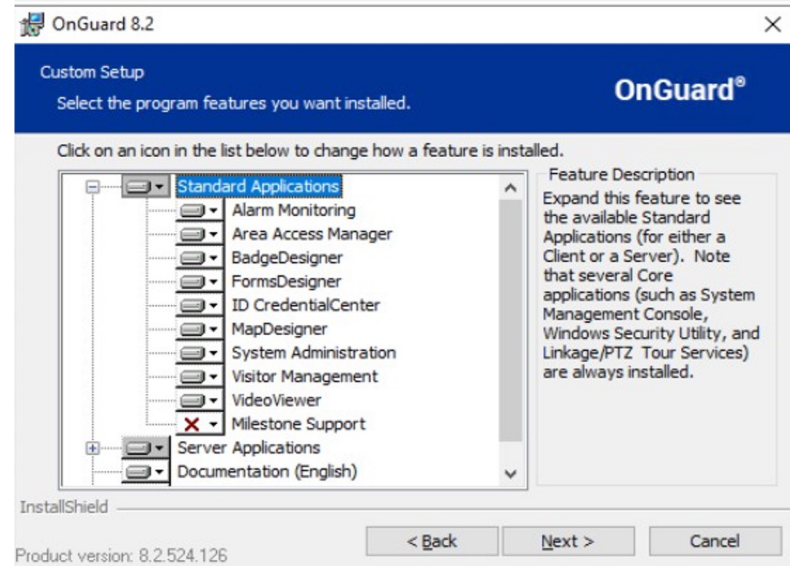 OnGuard 8.2
Custom Setup
Select the program features you want installed.
OnGuard®
Click on an icon in the list below to change how a feature is installed.
Standard Applications
Alarm Monitoring
Area Access Manager
BadgeDesigner
FormsDesigner
ID CredentialCenter
MapDesigner
System Administration
Visitor Management
VideoViewer
Milestone Support
Server Applications
Documentation (English)
Feature Description
Expand this feature to see
the available Standard
Applications (for either a
Client or a Server). Note
that several Core
applications (such as System
Management Console,
Windows Security Utility, and
Linkage/PTZ Tour Services)
are always installed.
InstallShield
Product version: 8.2.524.126
< Back
Next >
Cancel